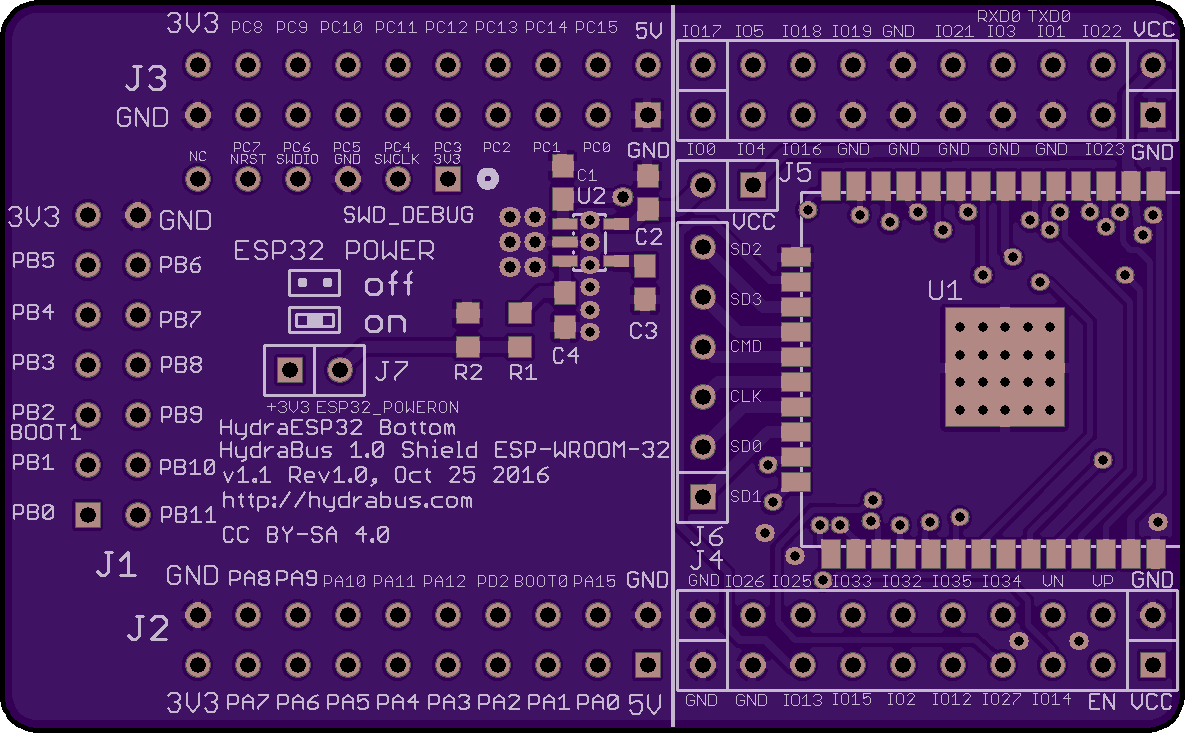 RXD0 TXD0
3V3 PC8 PC9 PC10 PC11 PC12 PC13 PC14 PC15 5V IO17 IO5 IO18 IO19 GND IO21 IO3 IO1 IO22 VCC
J3
GND
PC7 PC6 PC5 PC4 PC3 PC2 PC1 PC0 GND IO0 IO4 IO16 GND GND GND GND GND IO23 GND
NC NRST SWDIO GND SWCLK 3V3
C1 J5
U2
3V3 GND SWD_DEBUG VCC
C2
ESP32 POWER SD2
PB5 PB6
off
U1
SD3
PB4 PB7
on
C3
CMD
C4
PB3 PB8 J7 R2 R1
CLK
+3V3 ESP32_POWERON
PB2 PB9
BOOT1
HydraESP32 Bottom
SD0
HydraBus 1.0 Shield ESP-WROOM-32
PB1 PB10
v1.1 Rev1.0, Oct 25 2016
SD1
http://hydrabus.com
PB0 PB11
CC BY-SA 4.0
J6
J1 J4
GND PA8 PA9 PA10 PA11 PA12 PD2 BOOT0 PA15 GND GND IO26 IO25 IO33 IO32 IO35 IO34 VN VP GND
J2
3V3 PA7 PA6 PA5 PA4 PA3 PA2 PA1 PA0 5V GND GND IO13 IO15 IO2 IO12 IO27 IO14 EN VCC